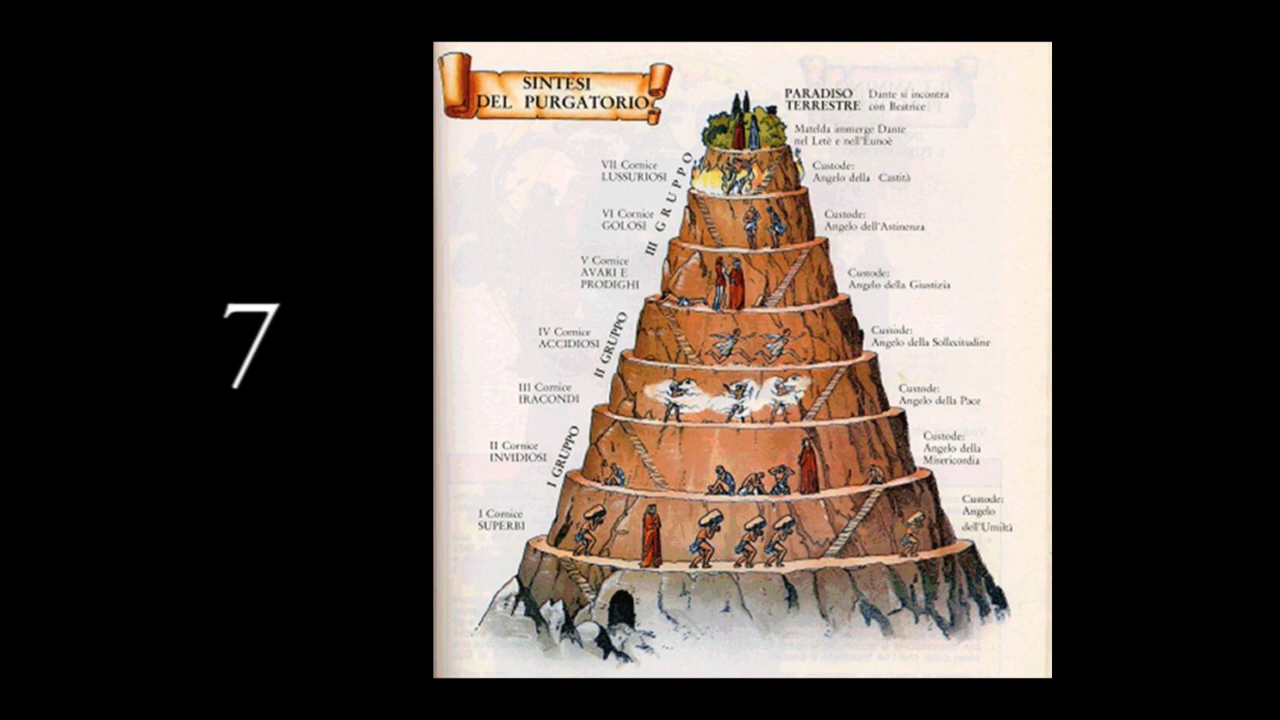 7
SINTESI
DEL PURGATORIO
PARADISO
TERRESTRE
Dante si incontra
con Beatrice
Matelda immerge Dante
nel Letè e nell'Eunoè
VII Cornice
LUSSURIOSI
Custode:
Angelo della Castità
III GRUPPO
VI Cornice
GOLOSI
Custode:
Angelo dell'Astinenza
V Cornice
AVARI E
PRODIGHI
Custode:
Angelo della Giustizia
II GRUPPO
IV Cornice
ACCIDIOSI
Custode:
Angelo della Sollecitudine
III Cornice
IRACONDI
Custode:
Angelo della Pace
I GRUPPO
II Cornice
INVIDIOSI
Custode:
Angelo della
Misericordia
I Cornice
SUPERBI
Custode:
Angelo
dell'Umiltà